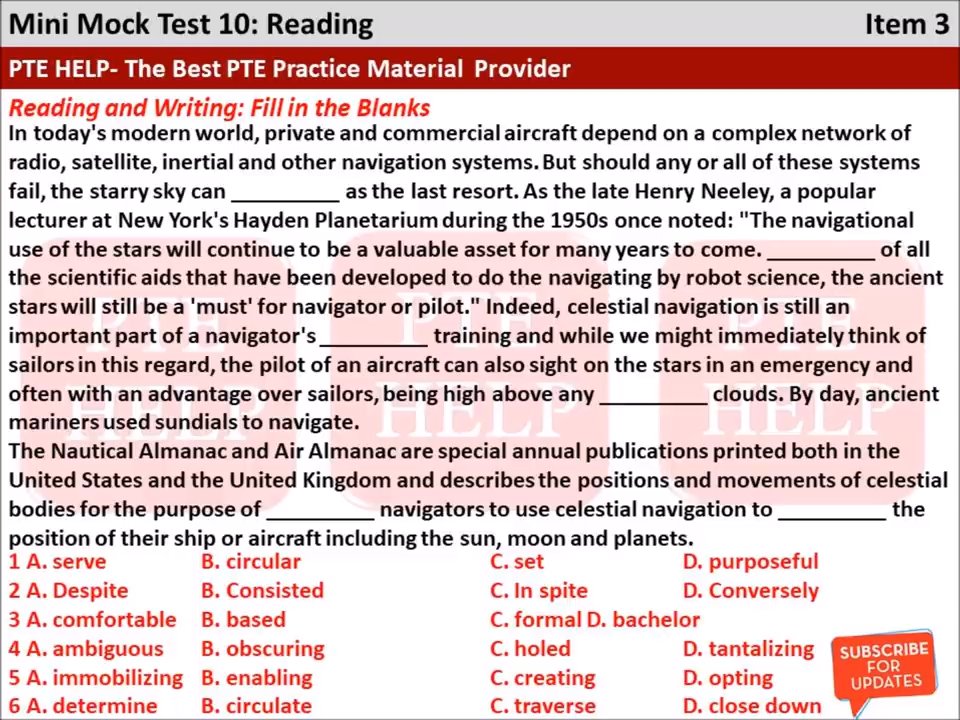 Mini Mock Test 10: Reading Item 3
PTE HELP- The Best PTE Practice Material Provider
Reading and Writing: Fill in the Blanks
In today's modern world, private and commercial aircraft depend on a complex network of
radio, satellite, inertial and other navigation systems. But should any or all of these systems
fail, the starry sky can _________ as the last resort. As the late Henry Neeley, a popular
lecturer at New York's Hayden Planetarium during the 1950s once noted: "The navigational
use of the stars will continue to be a valuable asset for many years to come. _________ of all
the scientific aids that have been developed to do the navigating by robot science, the ancient
stars will still be a 'must' for navigator or pilot." Indeed, celestial navigation is still an
important part of a navigator's _________ training and while we might immediately think of
sailors in this regard, the pilot of an aircraft can also sight on the stars in an emergency and
often with an advantage over sailors, being high above any _________ clouds. By day, ancient
mariners used sundials to navigate.
The Nautical Almanac and Air Almanac are special annual publications printed both in the
United States and the United Kingdom and describes the positions and movements of celestial
bodies for the purpose of _________ navigators to use celestial navigation to _________ the
position of their ship or aircraft including the sun, moon and planets.
1 A. serve B. circular C. set D. purposeful
2 A. Despite B. Consisted C. In spite D. Conversely
3 A. comfortable B. based C. formal D. bachelor
4 A. ambiguous B. obscuring C. holed D. tantalizing
5 A. immobilizing B. enabling C. creating D. opting
6 A. determine B. circulate C. traverse D. close down
SUBSCRIBE
FOR
UPDATES
PTE HELP
PTE HELP
PTE HELP